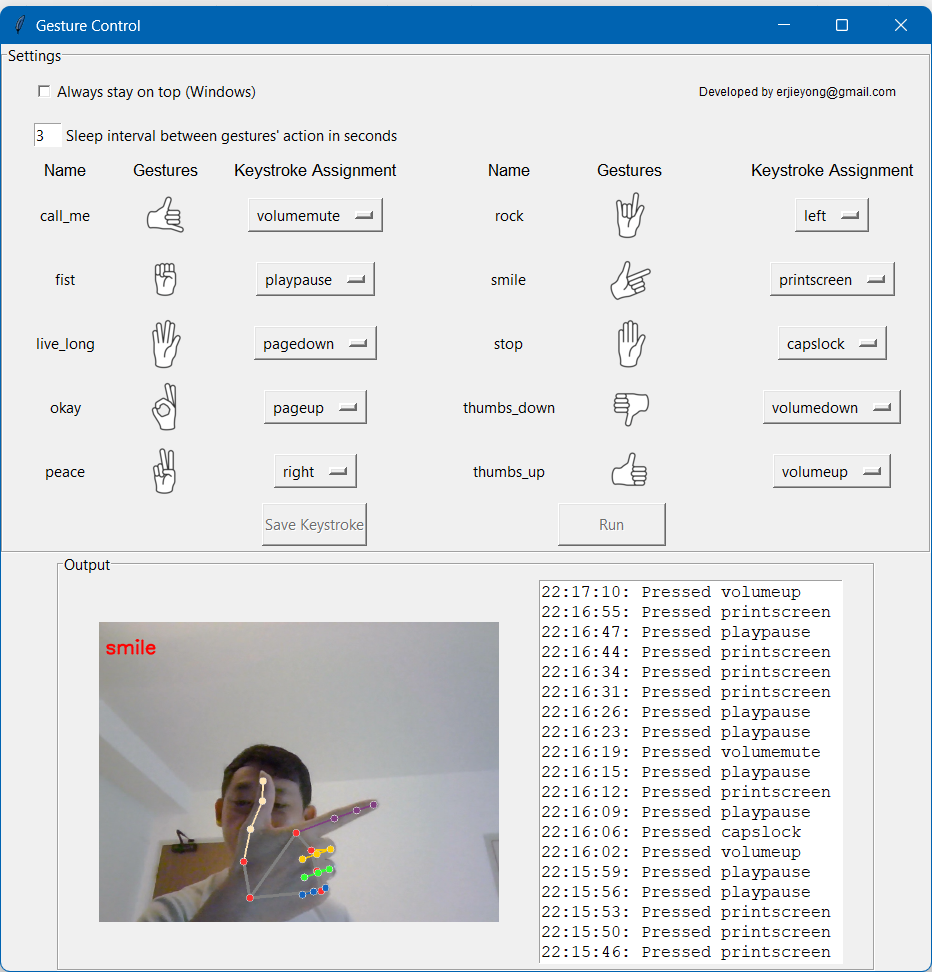 Gesture Control
Settings
Always stay on top (Windows)
Developed by erjieyong@gmail.com
3 Sleep interval between gestures' action in seconds
Name Gestures Keystroke Assignment Name Gestures Keystroke Assignment
call_me volumemute rock left
fist playpause smile printscreen
live_long pagedown stop capslock
okay pageup thumbs_down volumedown
peace right thumbs_up volumeup
Save Keystroke Run
Output
smile
22:17:10: Pressed volumeup
22:16:55: Pressed printscreen
22:16:47: Pressed playpause
22:16:44: Pressed printscreen
22:16:34: Pressed printscreen
22:16:31: Pressed printscreen
22:16:26: Pressed playpause
22:16:23: Pressed playpause
22:16:19: Pressed volumemute
22:16:15: Pressed playpause
22:16:12: Pressed printscreen
22:16:09: Pressed playpause
22:16:06: Pressed capslock
22:16:02: Pressed volumeup
22:15:59: Pressed playpause
22:15:56: Pressed playpause
22:15:53: Pressed printscreen
22:15:50: Pressed printscreen
22:15:46: Pressed printscreen